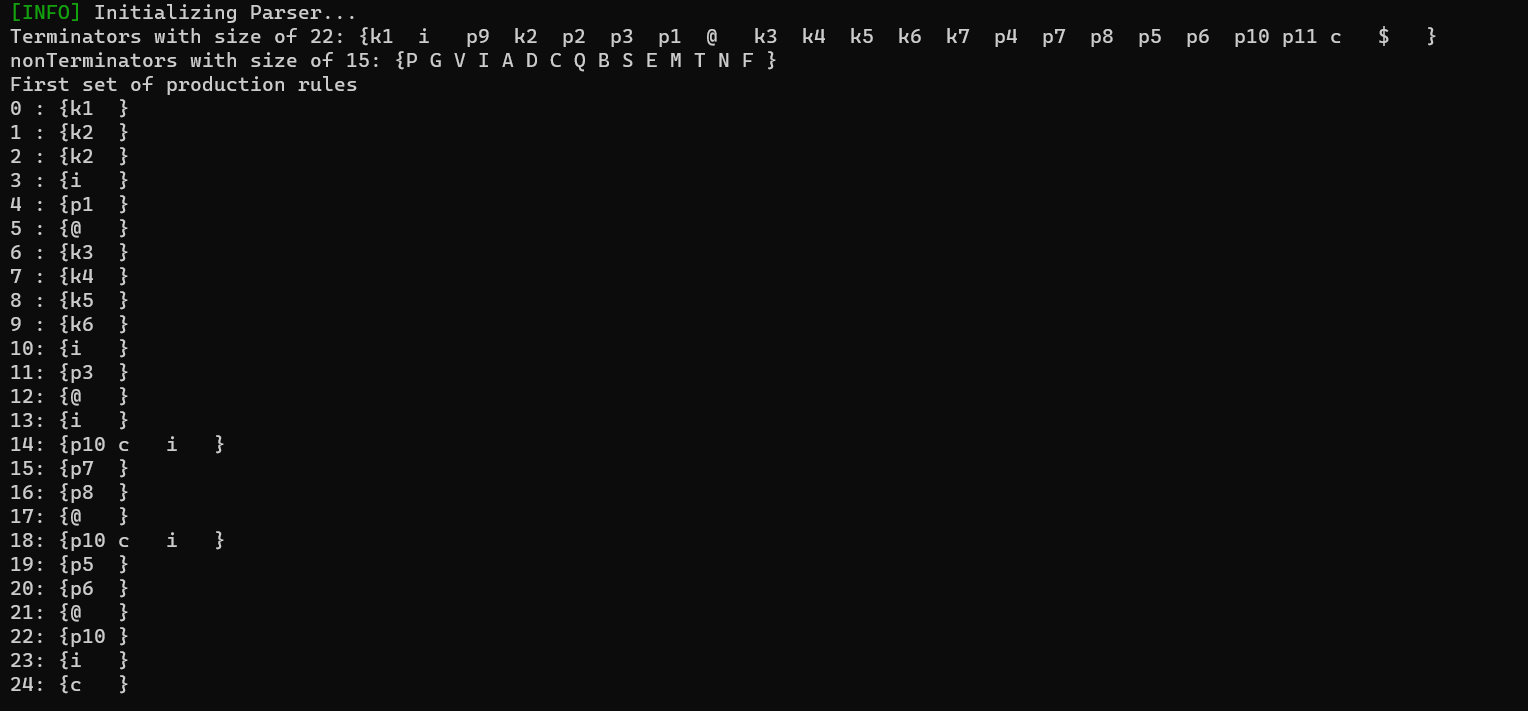 [INFO] Initializing Parser...
Terminators with size of 22: {k1  i   p9  k2  p2  p3  p1  @   k3  k4  k5  k6  k7  p4  p7  p8  p5  p6  p10 p11 c   $   }
nonTerminators with size of 15: {P G V I A D C Q B S E M T N F }
First set of production rules
0 : {k1  }
1 : {k2  }
2 : {k2  }
3 : {i   }
4 : {p1  }
5 : {@   }
6 : {k3  }
7 : {k4  }
8 : {k5  }
9 : {k6  }
10: {i   }
11: {p3  }
12: {@   }
13: {i   }
14: {p10 c   i   }
15: {p7  }
16: {p8  }
17: {@   }
18: {p10 c   i   }
19: {p5  }
20: {p6  }
21: {@   }
22: {p10 }
23: {i   }
24: {c   }